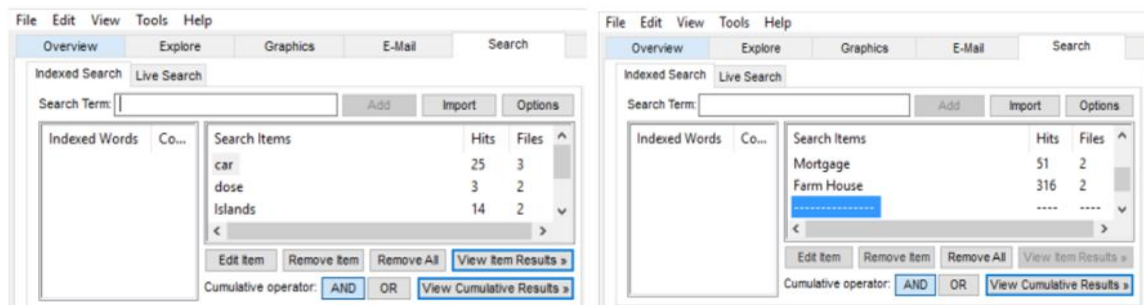 File Edit View Tools Help
Overview Explore Graphics E-Mail Search
Indexed Search Live Search
Search Term: Add Import Options
Indexed Words Co... Search Items Hits Files
car 25 3
dose 3 2
Islands 14 2
Edit Item Remove Item Remove All View Item Results »
Cumulative operator: AND OR View Cumulative Results »
File Edit View Tools Help
Overview Explore Graphics E-Mail Search
Indexed Search Live Search
Search Term: Add Import Options
Indexed Words Co... Search Items Hits Files
Mortgage 51 2
Farm House 316 2
--------------- ---- ----
Edit Item Remove Item Remove All View Item Results »
Cumulative operator: AND OR View Cumulative Results »